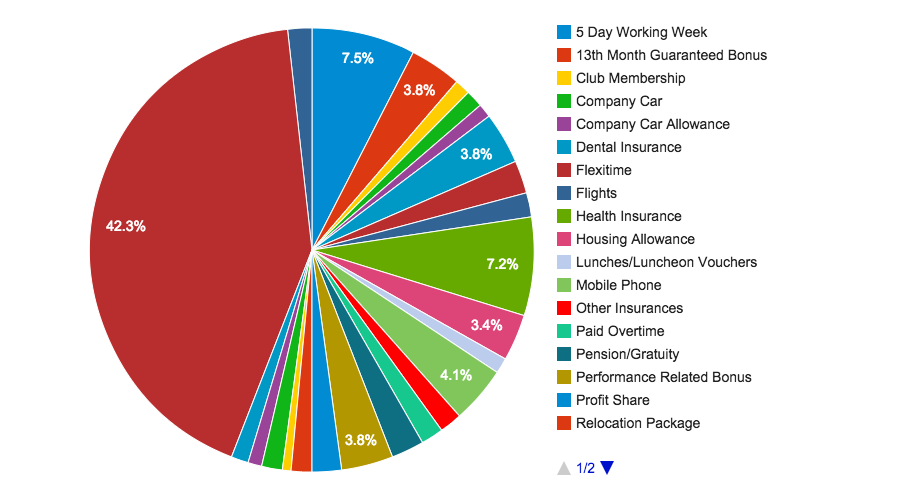 7.5%
3.8%
3.8%
42.3%
7.2%
3.4%
4.1%
3.8%
5 Day Working Week
13th Month Guaranteed Bonus
Club Membership
Company Car
Company Car Allowance
Dental Insurance
Flexitime
Flights
Health Insurance
Housing Allowance
Lunches/Luncheon Vouchers
Mobile Phone
Other Insurances
Paid Overtime
Pension/Gratuity
Performance Related Bonus
Profit Share
Relocation Package
1/2